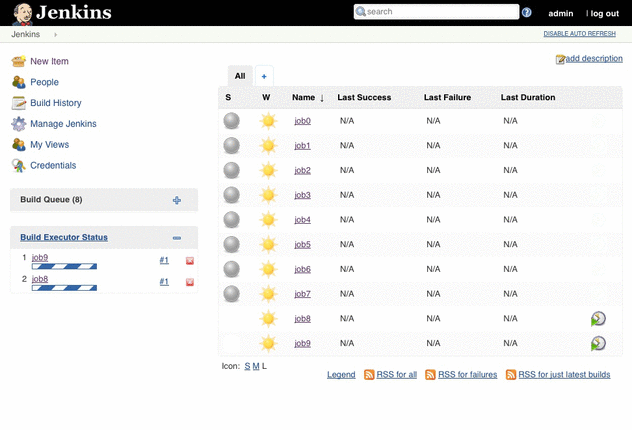 Jenkins
search
admin
| log out
Jenkins
DISABLE AUTO REFRESH
New Item
People
Build History
Manage Jenkins
My Views
Credentials
Build Queue (8)
Build Executor Status
1 job9 #1
2 job8 #1
add description
All +
S W Name ↓ Last Success Last Failure Last Duration
job0 N/A N/A N/A
job1 N/A N/A N/A
job2 N/A N/A N/A
job3 N/A N/A N/A
job4 N/A N/A N/A
job5 N/A N/A N/A
job6 N/A N/A N/A
job7 N/A N/A N/A
job8 N/A N/A N/A
job9 N/A N/A N/A
Icon: S M L
Legend RSS for all RSS for failures RSS for just latest builds